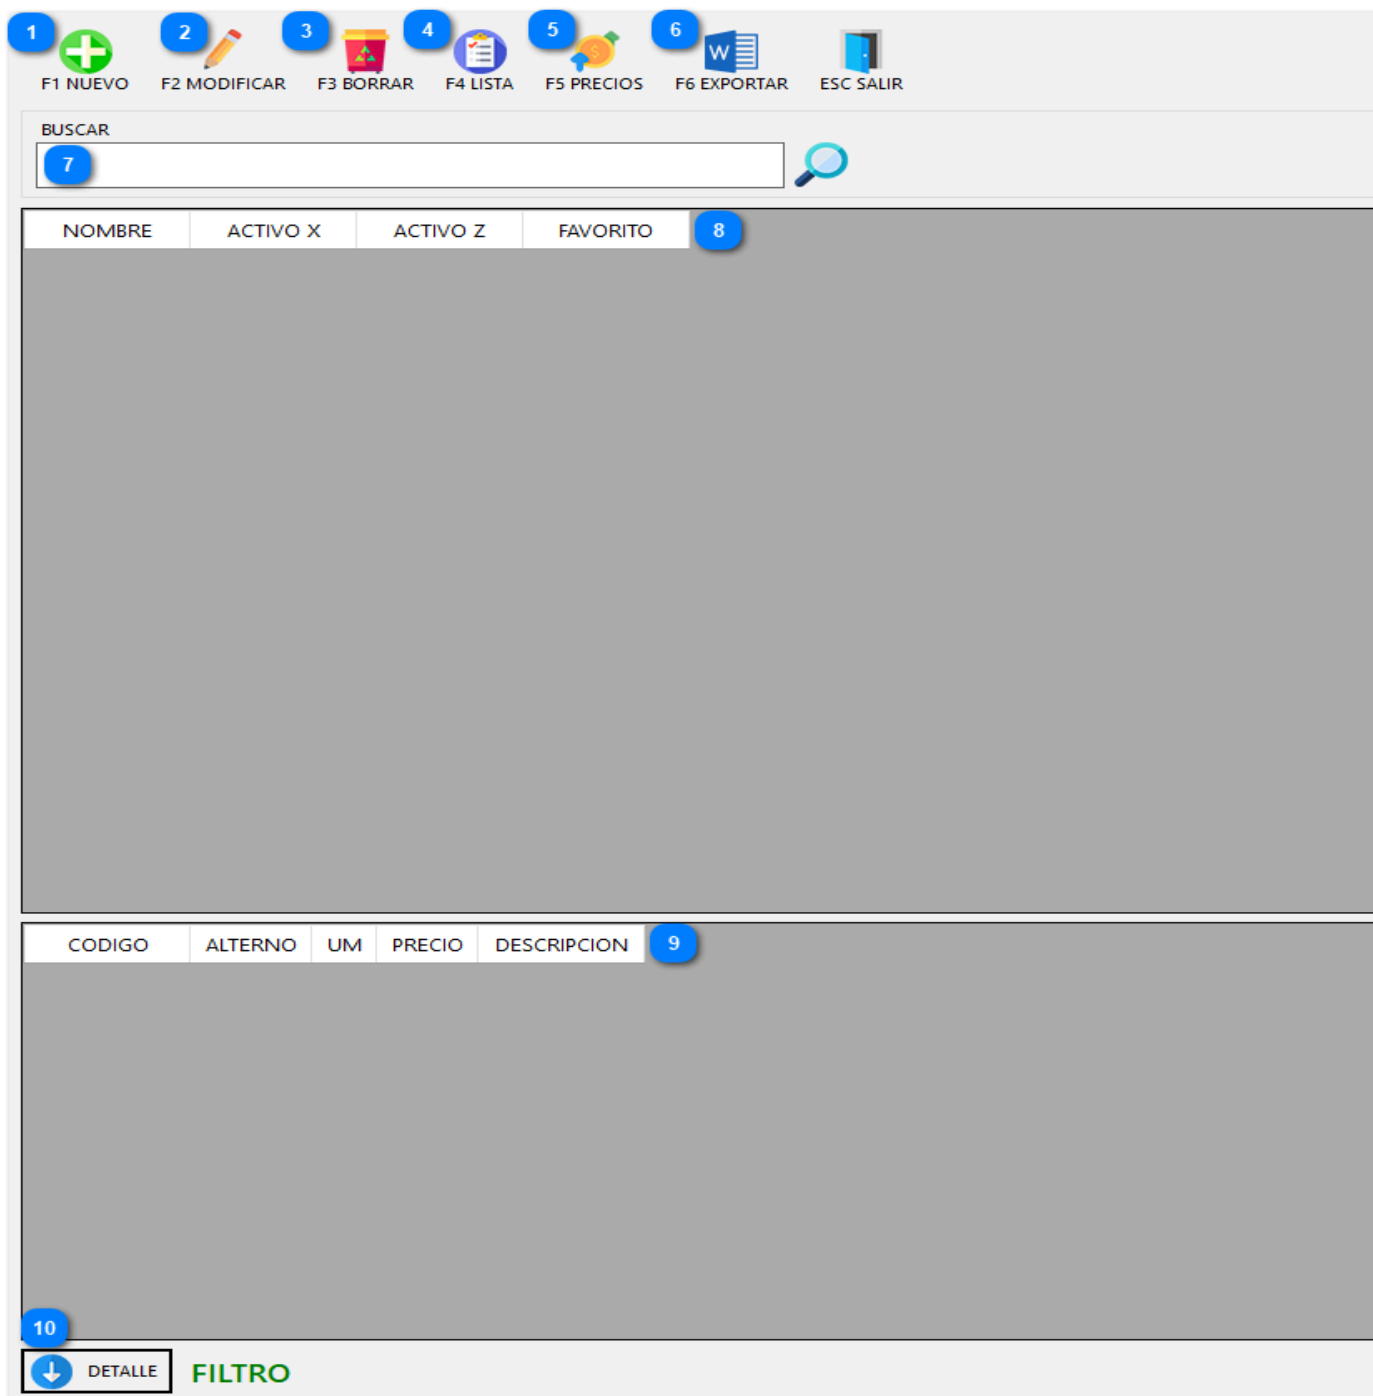 1 2 3 4 5 6
W
F1 NUEVO F2 MODIFICAR F3 BORRAR F4 LISTA F5 PRECIOS F6 EXPORTAR ESC SALIR
BUSCAR
7
NOMBRE ACTIVO X ACTIVO Z FAVORITO 8
CODIGO ALTERNO UM PRECIO DESCRIPCION 9
10
DETALLE FILTRO